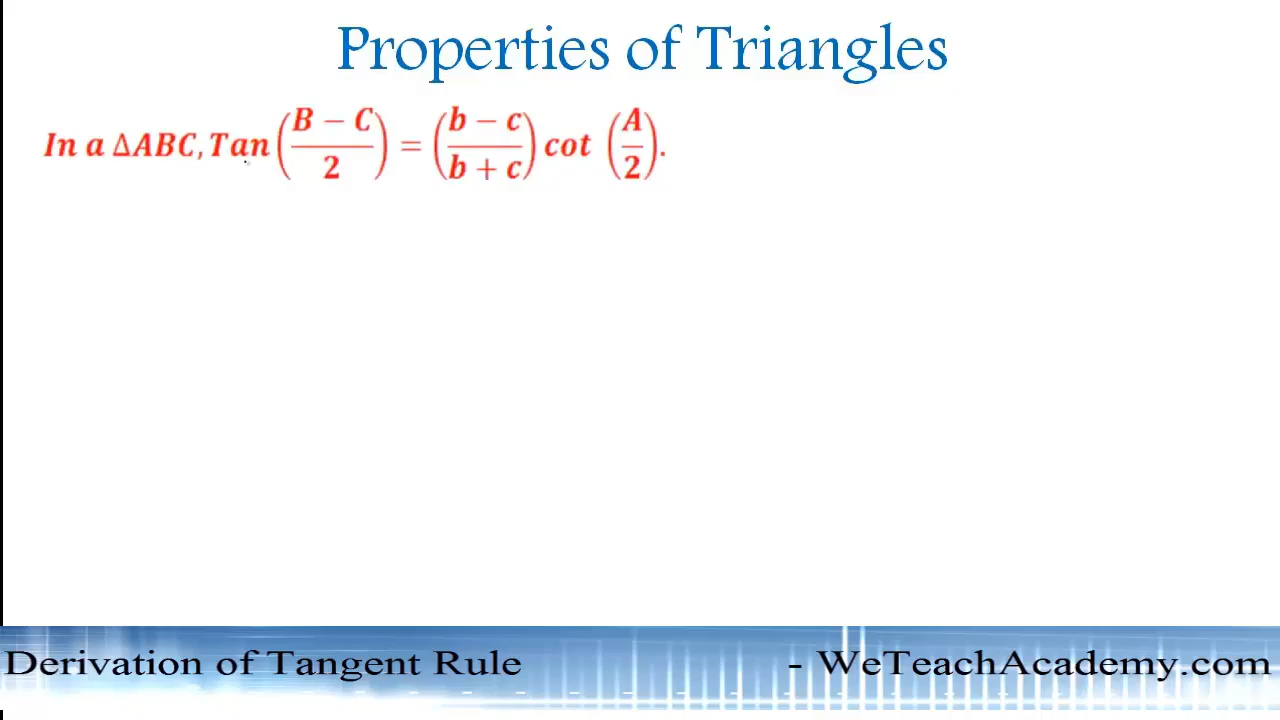 Properties of Triangles
In a ΔABC, Tan ((B − C)/2) = ((b − c)/(b + c)) cot (A/2).
Derivation of Tangent Rule - WeTeachAcademy.com